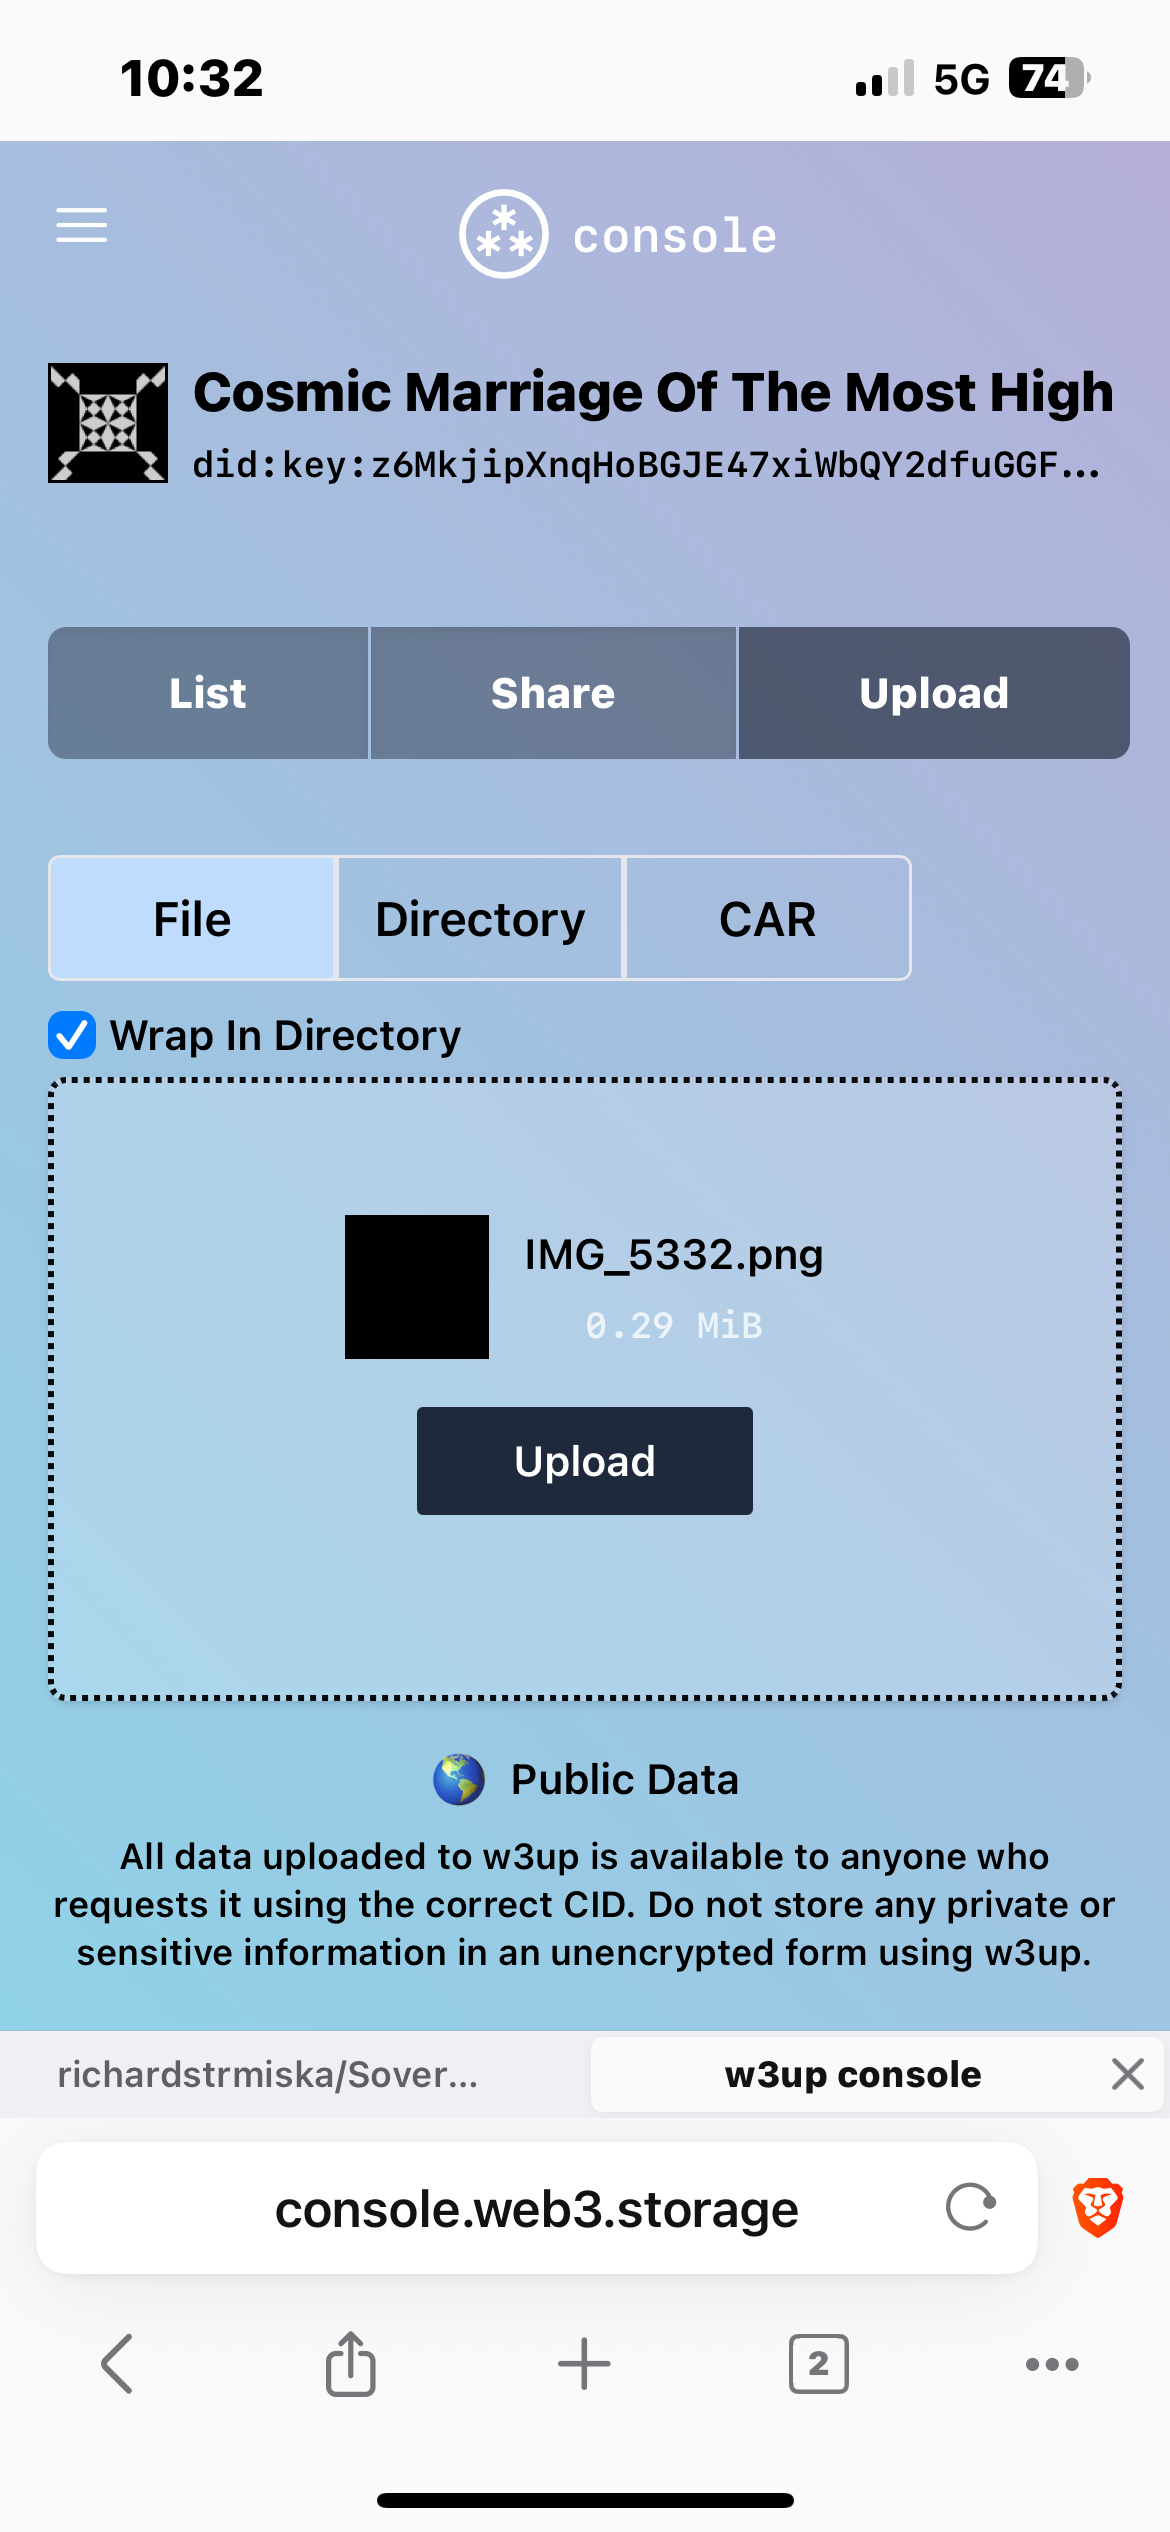 10:32
5G
74
console
Cosmic Marriage Of The Most High
did:key:z6MkjipXnqHoBGJE47xiWbQY2dfuGGF...
List
Share
Upload
File
Directory
CAR
Wrap In Directory
IMG_5332.png
0.29 MiB
Upload
Public Data
All data uploaded to w3up is available to anyone who
requests it using the correct CID. Do not store any private or
sensitive information in an unencrypted form using w3up.
richardstrmiska/Sover...
w3up console
console.web3.storage
2